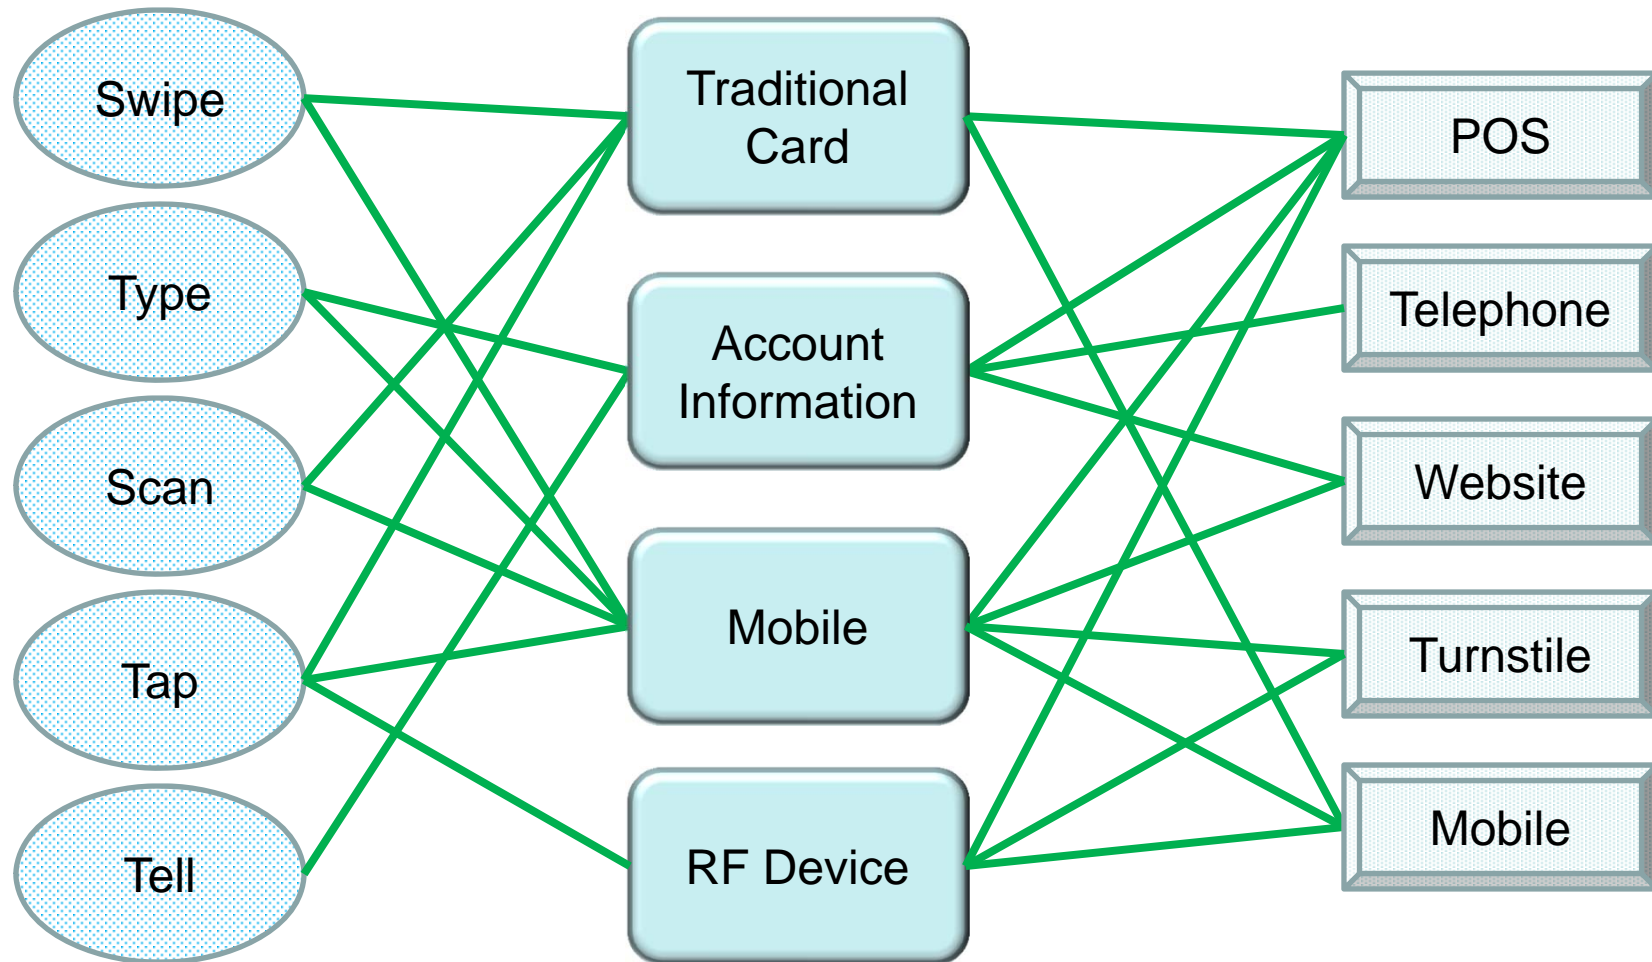 Swipe
Type
Scan
Tap
Tell
Traditional
Card
Account
Information
Mobile
RF Device
POS
Telephone
Website
Turnstile
Mobile